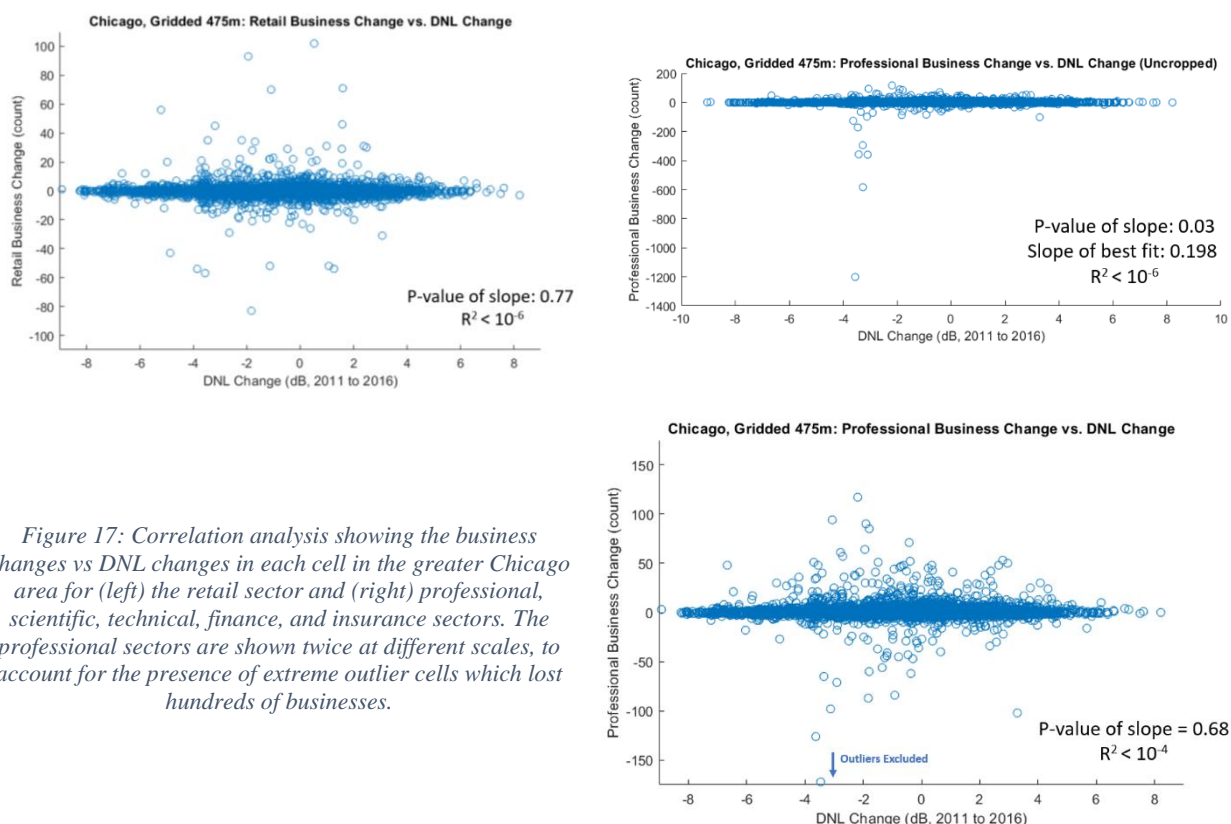 Chicago, Gridded 475m: Retail Business Change vs. DNL Change
100
80
60
40
20
0
-20
-40
-60
-80
-100
Retail Business Change (count)
-8 -6 -4 -2 0 2 4 6 8
DNL Change (dB, 2011 to 2016)
P-value of slope: 0.77
R² < 10⁻⁶
Chicago, Gridded 475m: Professional Business Change vs. DNL Change (Uncropped)
200
0
-200
-400
-600
-800
-1000
-1200
-1400
Professional Business Change (count)
-10 -8 -6 -4 -2 0 2 4 6 8 10
DNL Change (dB, 2011 to 2016)
P-value of slope: 0.03
Slope of best fit: 0.198
R² < 10⁻⁶
Figure 17: Correlation analysis showing the business
hanges vs DNL changes in each cell in the greater Chicago
area for (left) the retail sector and (right) professional,
scientific, technical, finance, and insurance sectors. The
professional sectors are shown twice at different scales, to
account for the presence of extreme outlier cells which lost
hundreds of businesses.
Chicago, Gridded 475m: Professional Business Change vs. DNL Change
150
100
50
0
-50
-100
-150
Professional Business Change (count)
-8 -6 -4 -2 0 2 4 6 8
DNL Change (dB, 2011 to 2016)
Outliers Excluded
P-value of slope = 0.68
R² < 10⁻⁴